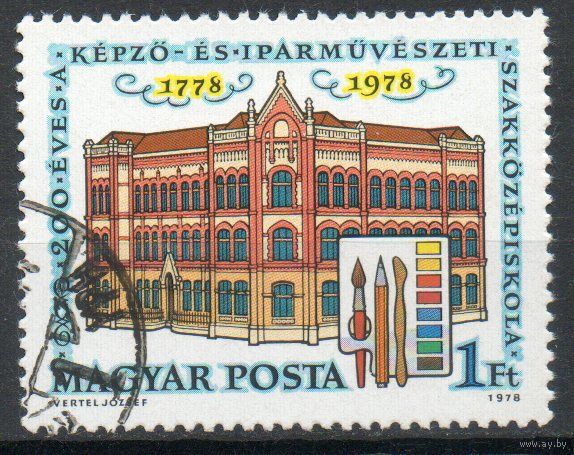 200·ÉVES·A·KÉPZŐ-ÉS·IPARMŰVÉSZETI·SZAKKÖZÉPISKOLA
1778 1978
MAGYAR POSTA 1Ft
VERTEL JÓZSEF 1978
www.ay.by